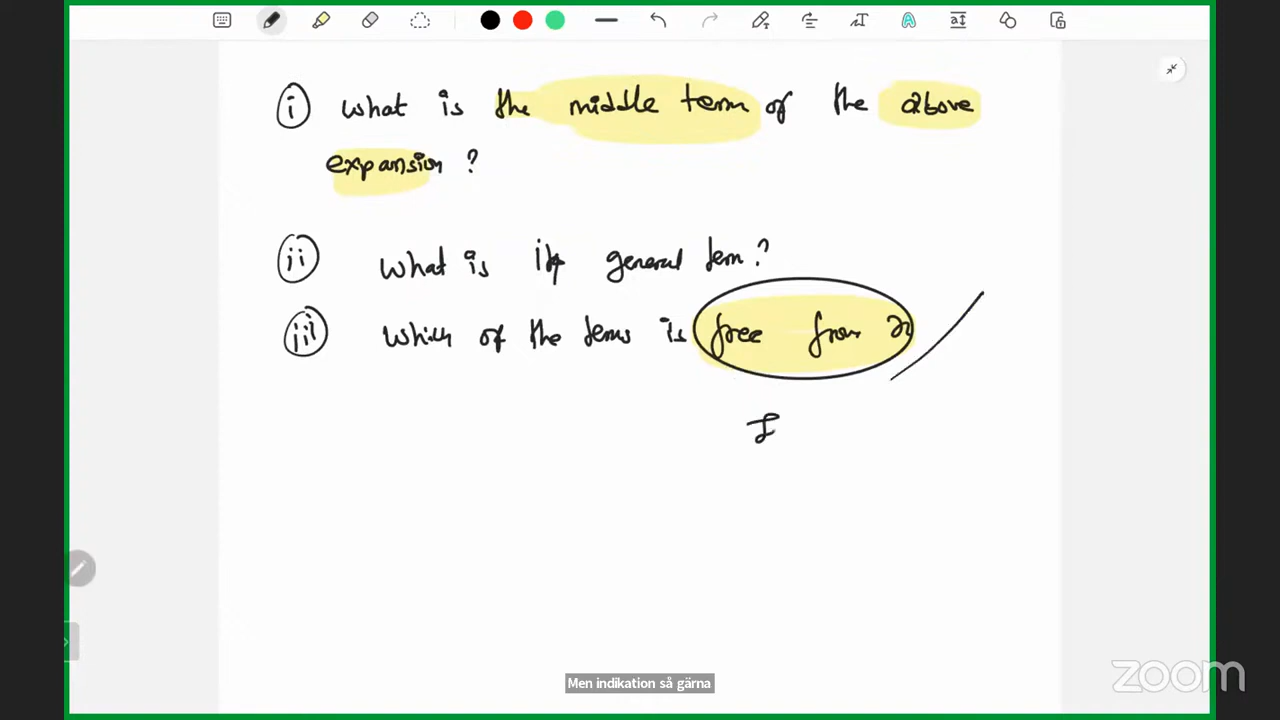 (i) what is the middle term of the above
expansion ?
(ii) What is its general term ?
(iii) Which of the terms is free from x
I
Men indikation så gärna
zoom